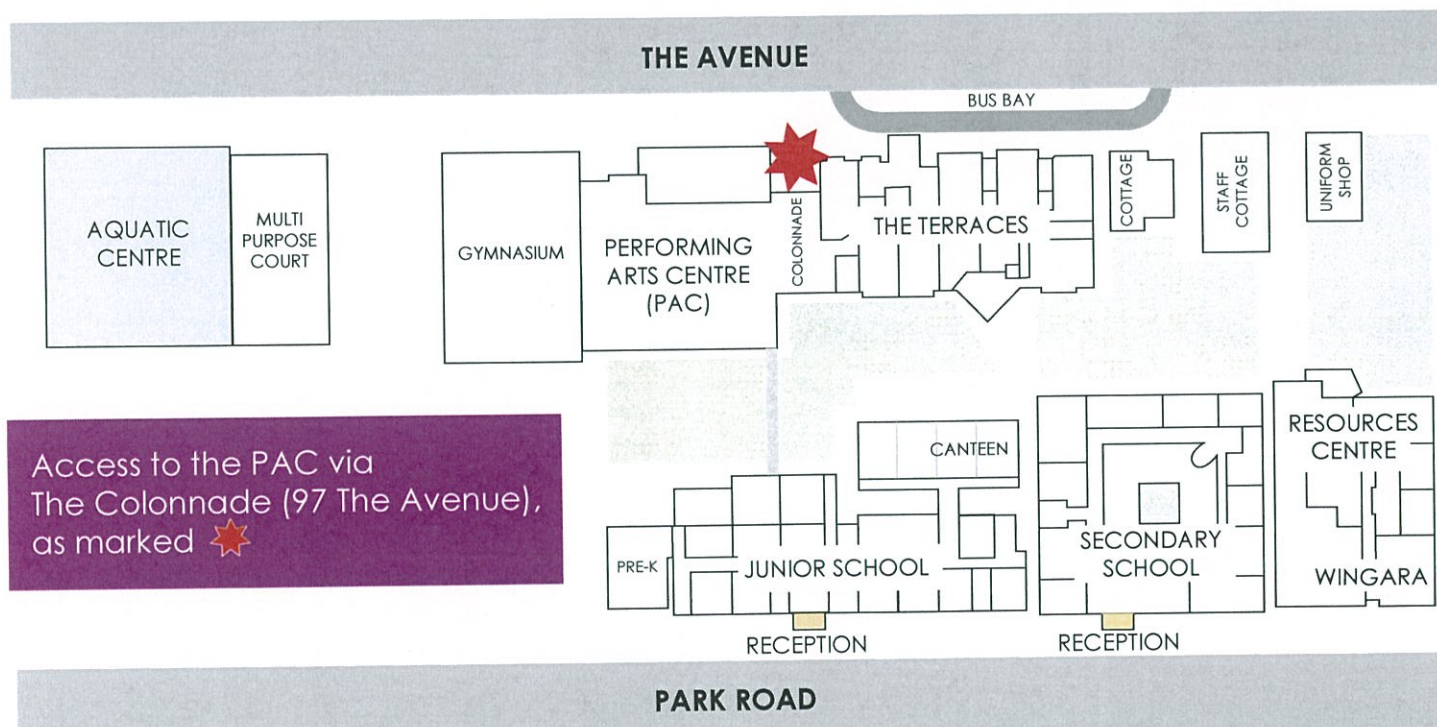 THE AVENUE
BUS BAY
AQUATIC
CENTRE
MULTI
PURPOSE
COURT
GYMNASIUM
PERFORMING
ARTS CENTRE
(PAC)
COLONNADE
THE TERRACES
COTTAGE
STAFF
COTTAGE
UNIFORM
SHOP
Access to the PAC via
The Colonnade (97 The Avenue),
as marked
CANTEEN
RESOURCES
CENTRE
PRE-K
JUNIOR SCHOOL
SECONDARY
SCHOOL
WINGARA
RECEPTION
RECEPTION
PARK ROAD